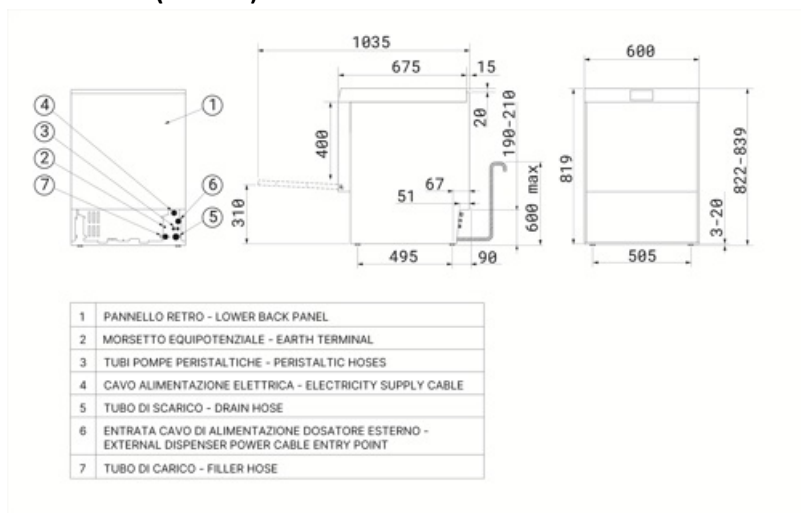 1035
675
15
600
4
1
3
2
7
6
5
400
310
20
190-210
67
51
600 max
495
90
819
822-839
3-20
505
1 PANNELLO RETRO - LOWER BACK PANEL
2 MORSETTO EQUIPOTENZIALE - EARTH TERMINAL
3 TUBI POMPE PERISTALTICHE - PERISTALTIC HOSES
4 CAVO ALIMENTAZIONE ELETTRICA - ELECTRICITY SUPPLY CABLE
5 TUBO DI SCARICO - DRAIN HOSE
6 ENTRATA CAVO DI ALIMENTAZIONE DOSATORE ESTERNO -
EXTERNAL DISPENSER POWER CABLE ENTRY POINT
7 TUBO DI CARICO - FILLER HOSE